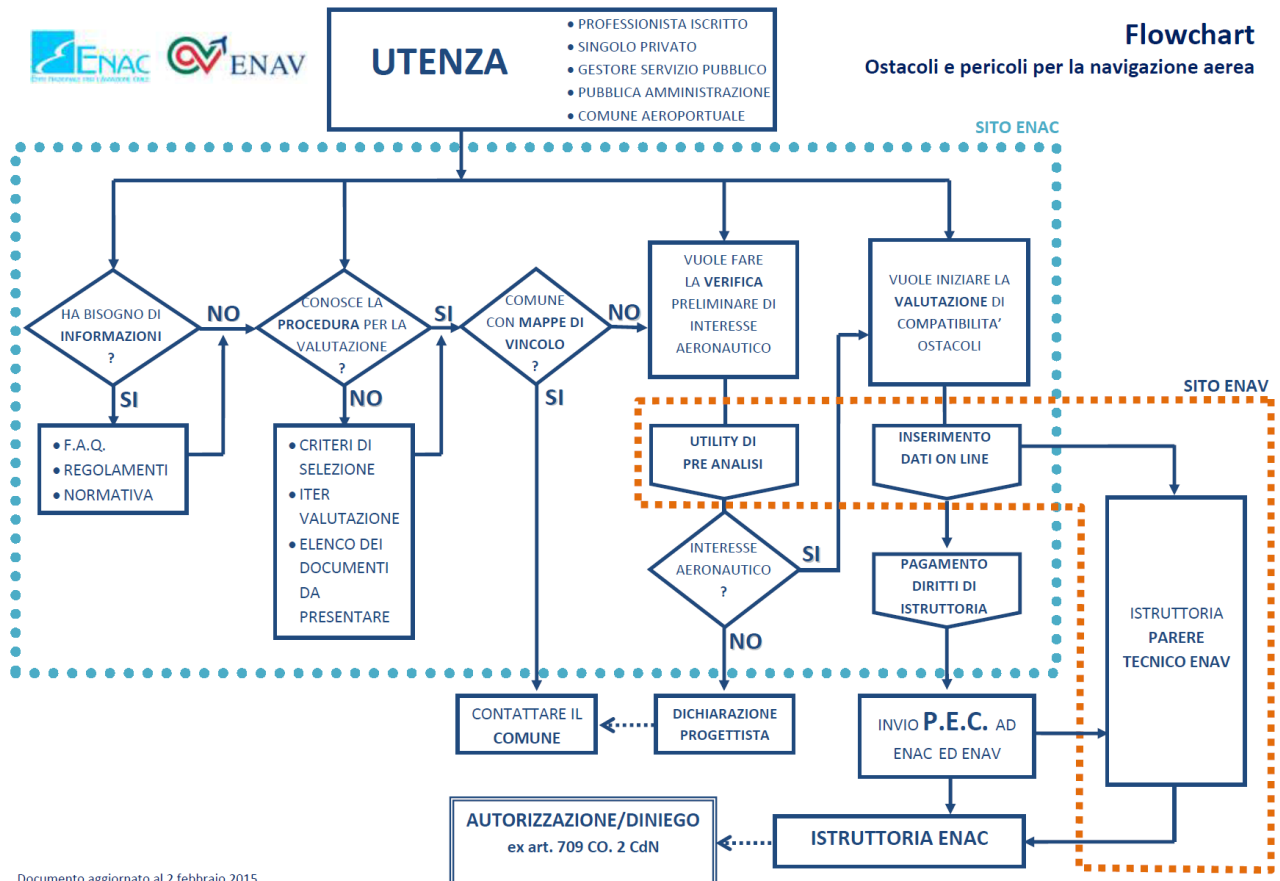 ENAC
ENTE NAZIONALE PER L'AVIAZIONE CIVILE
ENAV
UTENZA
• PROFESSIONISTA ISCRITTO
• SINGOLO PRIVATO
• GESTORE SERVIZIO PUBBLICO
• PUBBLICA AMMINISTRAZIONE
• COMUNE AEROPORTUALE
Flowchart
Ostacoli e pericoli per la navigazione aerea
SITO ENAC
HA BISOGNO DI
INFORMAZIONI
?
NO
SI
CONOSCE LA
PROCEDURA PER LA
VALUTAZIONE
?
SI
NO
COMUNE
CON MAPPE DI
VINCOLO
?
NO
SI
VUOLE FARE
LA VERIFICA
PRELIMINARE DI
INTERESSE
AERONAUTICO
VUOLE INIZIARE LA
VALUTAZIONE DI
COMPATIBILITA'
OSTACOLI
SITO ENAV
• F.A.Q.
• REGOLAMENTI
• NORMATIVA
• CRITERI DI
SELEZIONE
• ITER
VALUTAZIONE
• ELENCO DEI
DOCUMENTI
DA
PRESENTARE
UTILITY DI
PRE ANALISI
INSERIMENTO
DATI ON LINE
INTERESSE
AERONAUTICO
?
SI
NO
PAGAMENTO
DIRITTI DI
ISTRUTTORIA
ISTRUTTORIA
PARERE
TECNICO ENAV
CONTATTARE IL
COMUNE
DICHIARAZIONE
PROGETTISTA
INVIO P.E.C. AD
ENAC ED ENAV
AUTORIZZAZIONE/DINIEGO
ex art. 709 CO. 2 CdN
ISTRUTTORIA ENAC
Documento aggiornato al 2 febbraio 2015